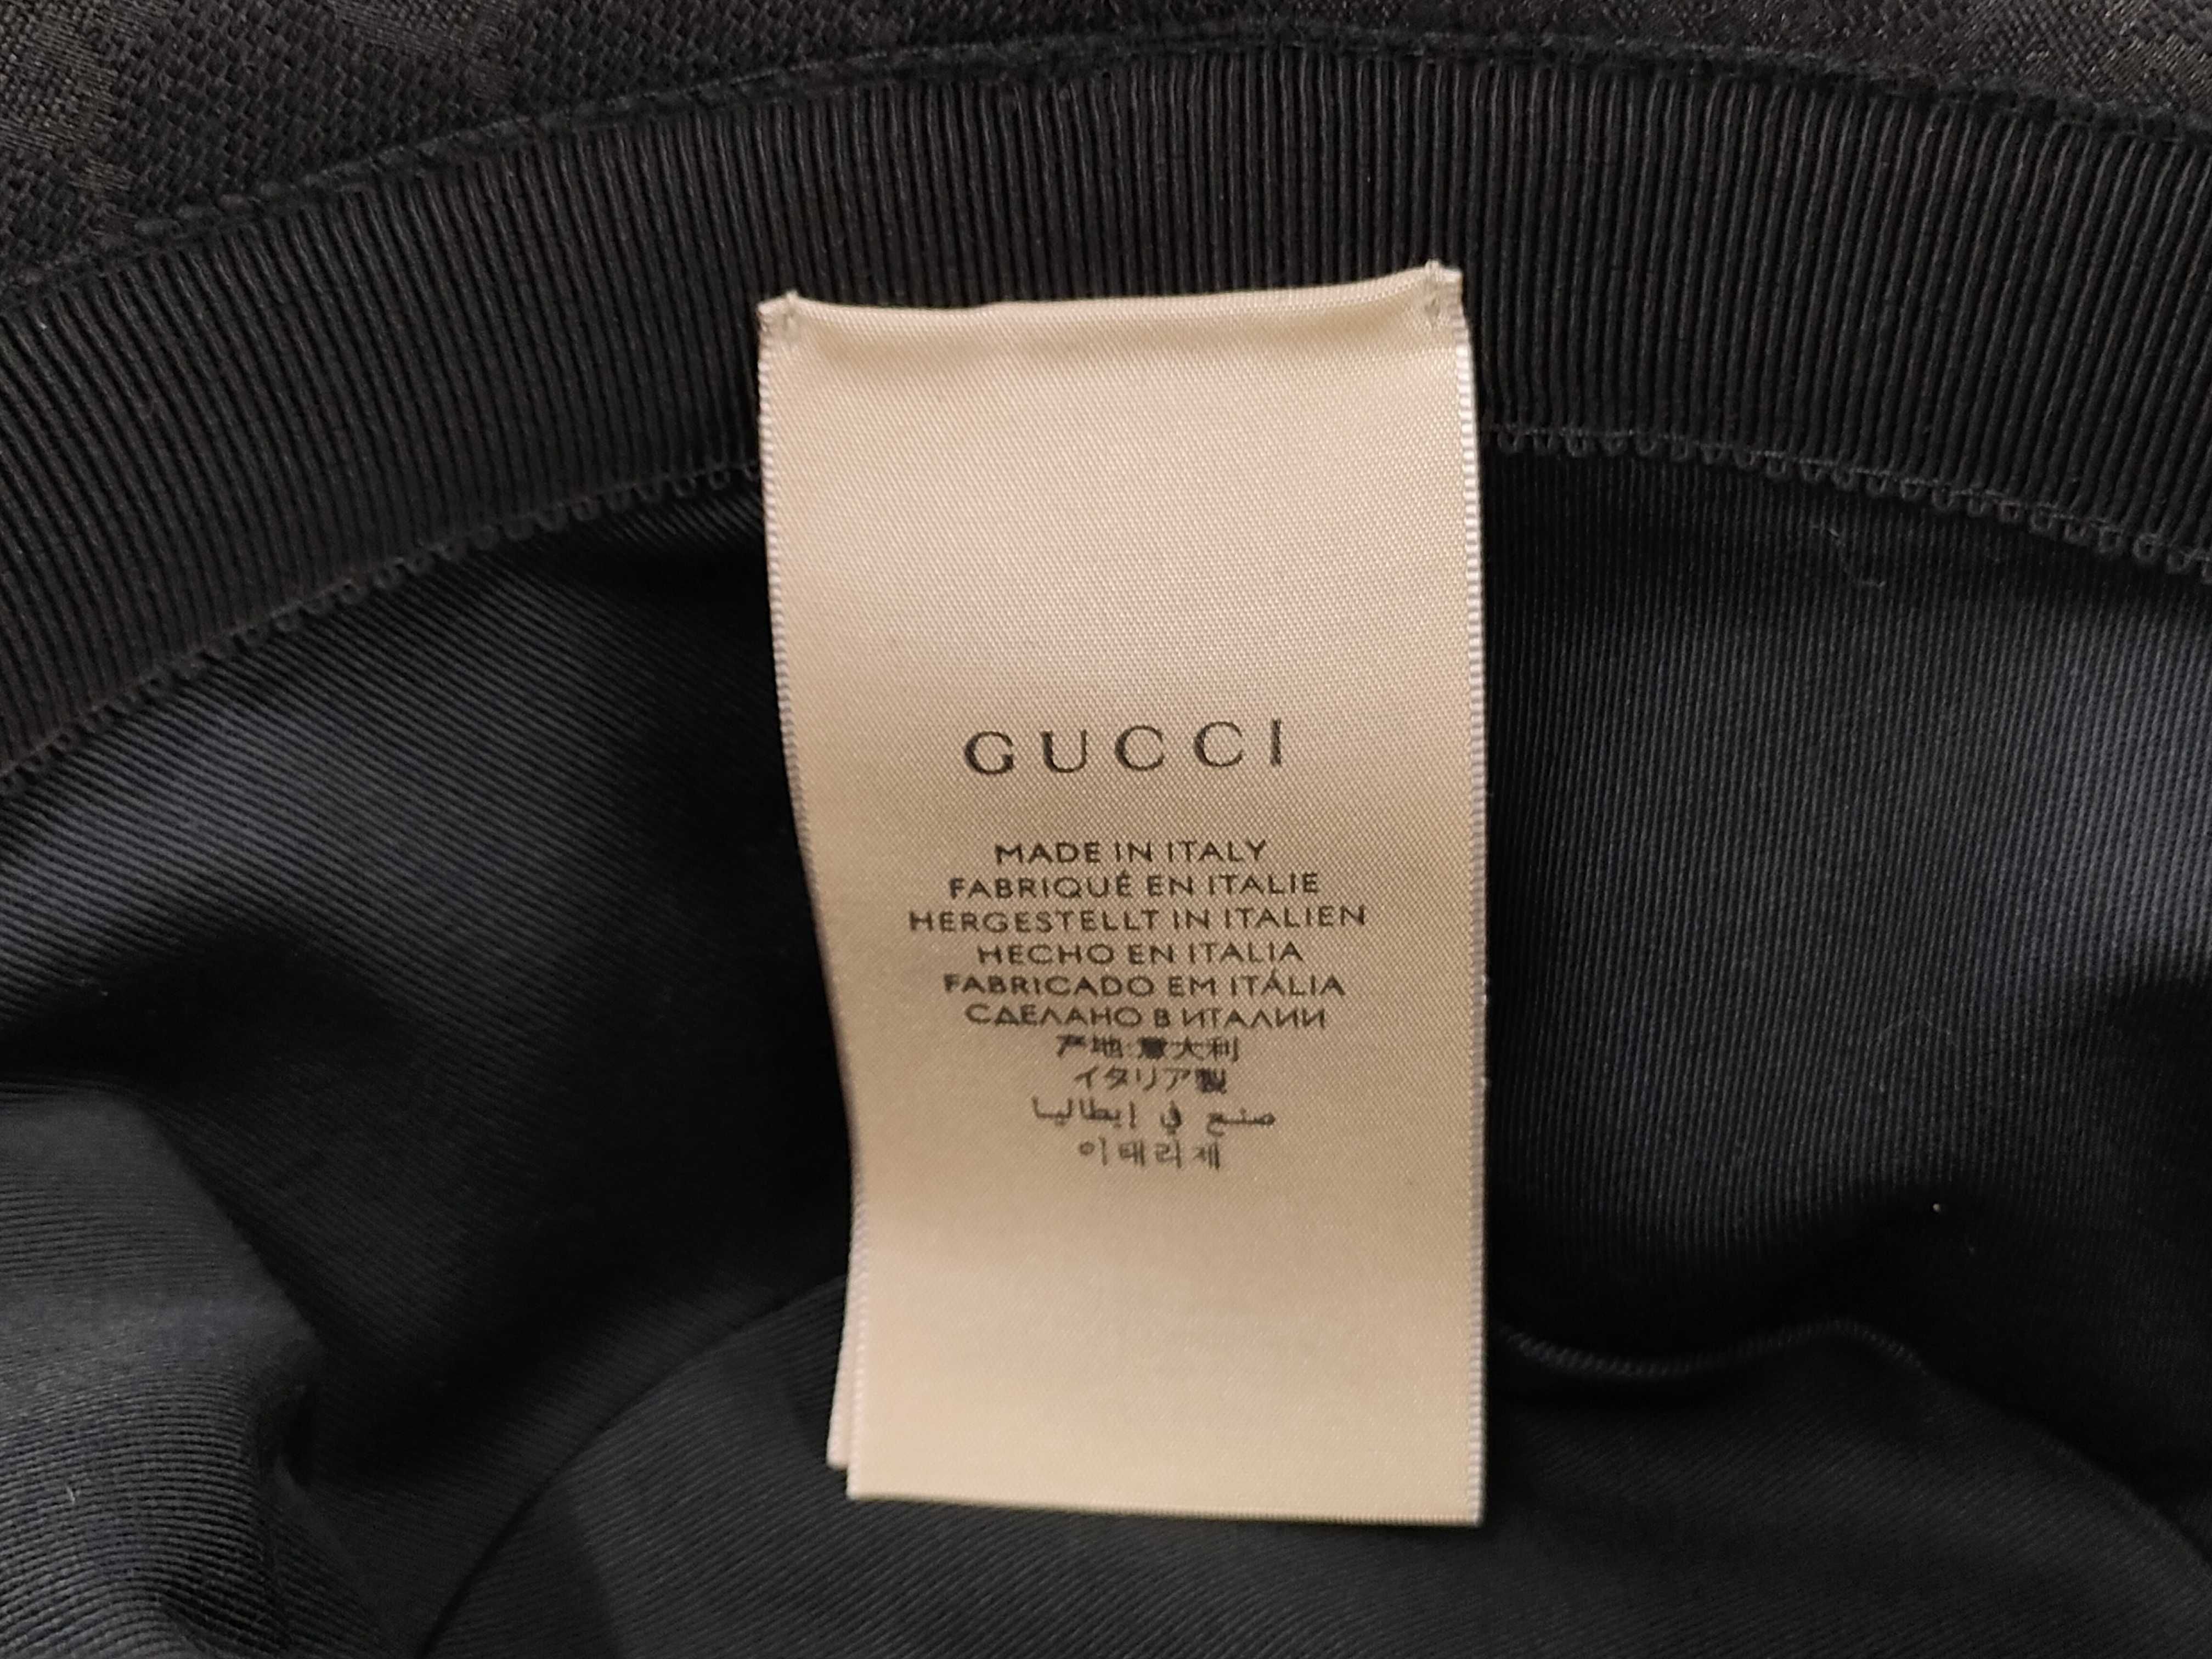 GUCCI
MADE IN ITALY
FABRIQUÉ EN ITALIE
HERGESTELLT IN ITALIEN
HECHO EN ITALIA
FABRICADO EM ITÁLIA
СДЕЛАНО В ИТАЛИИ
产地:意大利
イタリア製
صنع في إيطاليا
이태리제